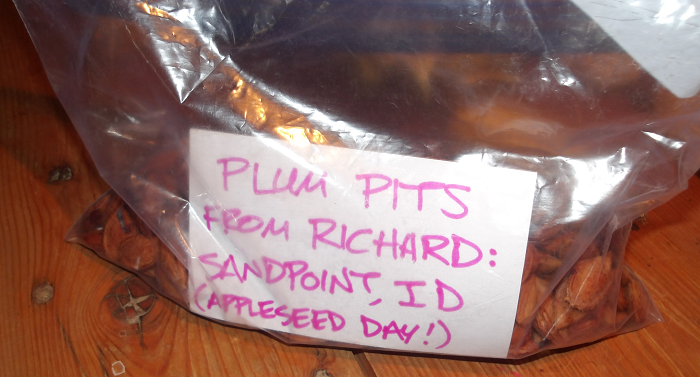 PLUM PITS
FROM RICHARD:
SANDPOINT, ID
(APPLESEED DAY!)